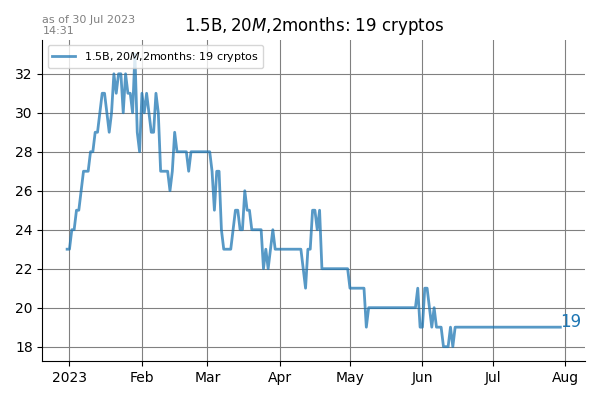 as of 30 Jul 2023
14:31
1.5B, 20M,2months: 19 cryptos
1.5B, 20M,2months: 19 cryptos
32
30
28
26
24
22
20
18
19
2023 Feb Mar Apr May Jun Jul Aug